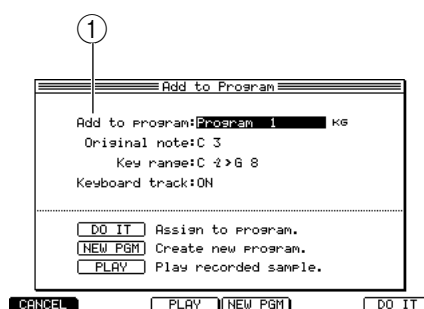 1
Add to Program
Add to program:Program 1 KG
Original note:C 3
Key range:C -2>G 8
Keyboard track:ON
DO IT Assign to program.
NEW PGM Create new program.
PLAY Play recorded sample.
CANCEL PLAY NEW PGM DO IT